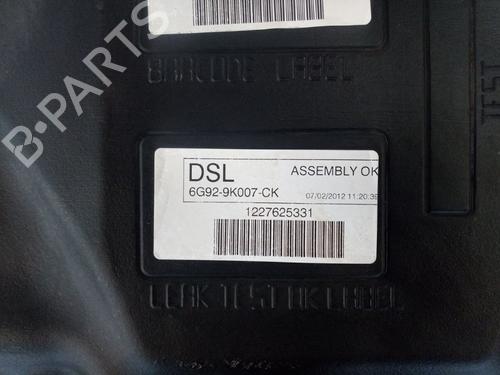 B-PARTS
BARCODE LABEL
TEST
DSL
ASSEMBLY OK
6G92-9K007-CK
07/02/2012 11:20:39
1227625331
LEAK TEST OK LABEL